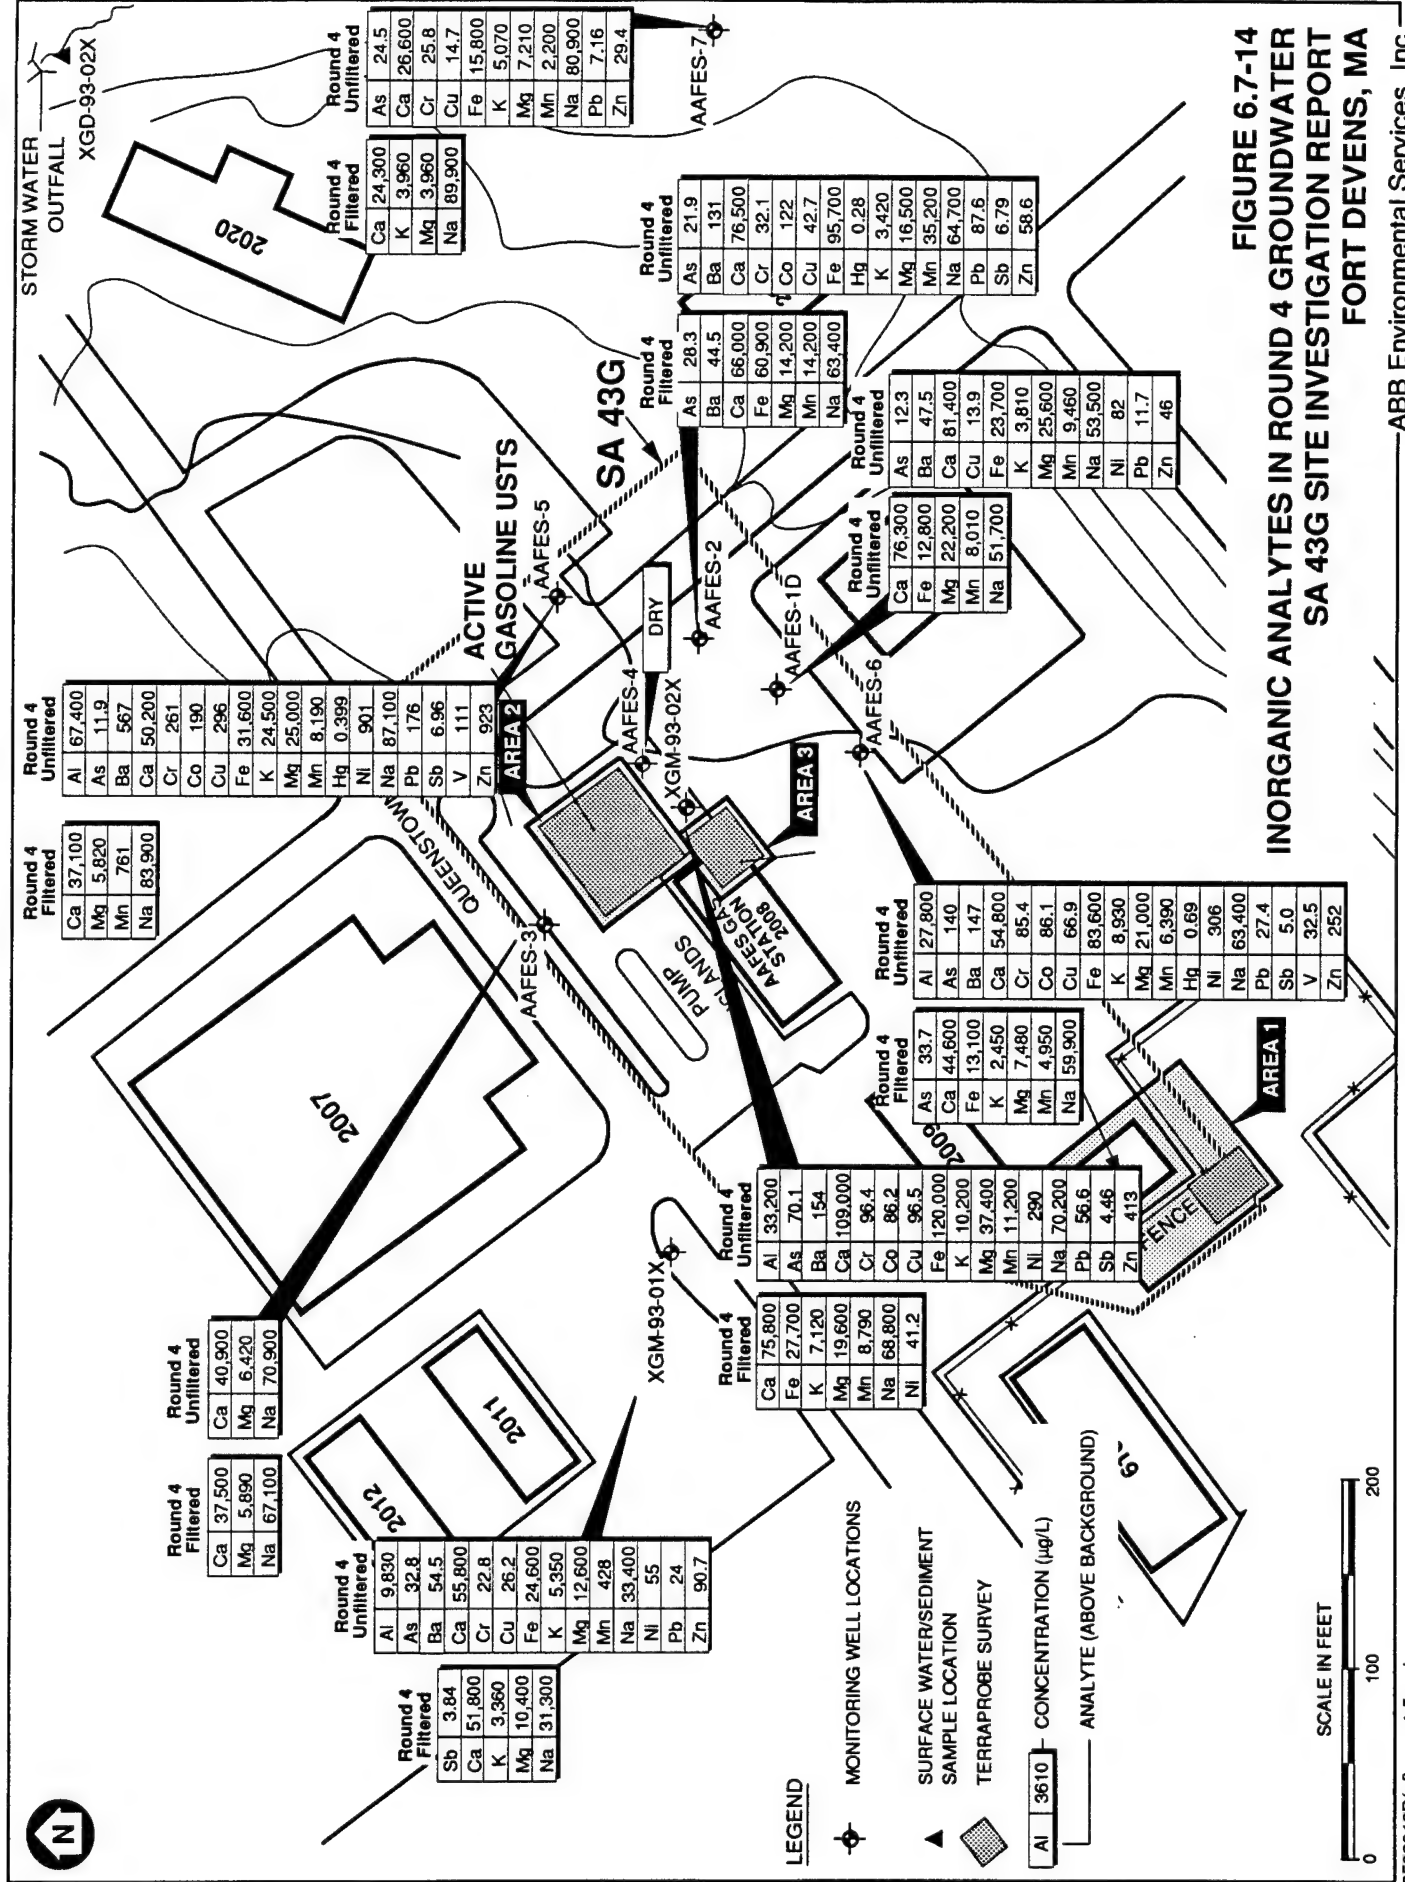 N
STORM WATER
OUTFALL
XGD-93-02X
2020
Round 4
Filtered
Ca 24,300
K 3,960
Mg 3,960
Na 89,900
Round 4
Unfiltered
As 24.5
Ca 26,600
Cr 25.8
Cu 14.7
Fe 15,800
K 5,070
Mg 7,210
Mn 2,200
Na 80,900
Pb 7.16
Zn 29.4
AAFES-7
Round 4
Filtered
Ca 37,100
Mg 5,820
Mn 761
Na 83,900
Round 4
Unfiltered
Al 67,400
As 11.9
Ba 567
Ca 50,200
Cr 261
Co 190
Cu 296
Fe 31,600
K 24,500
Mg 25,000
Mn 8,190
Hg 0.399
Ni 901
Na 87,100
Pb 176
Sb 6.96
V 111
Zn 923
ACTIVE
GASOLINE USTS
AAFES-5
SA 43G
Round 4
Filtered
Ca 37,500
Mg 5,890
Na 67,100
Round 4
Unfiltered
Ca 40,900
Mg 6,420
Na 70,900
2007
QUEENSTOWN
AAFES-3
AREA 2
AAFES-4
DRY
AAFES-2
Round 4
Filtered
As 28.3
Ba 44.5
Ca 66,000
Fe 60,900
Mg 14,200
Mn 14,200
Na 63,400
Round 4
Unfiltered
As 21.9
Ba 131
Ca 76,500
Cr 32.1
Co 122
Cu 42.7
Fe 95,700
Hg 0.28
K 3,420
Mg 16,500
Mn 35,200
Na 64,700
Pb 87.6
Sb 6.79
Zn 58.6
2012
2011
XGM-93-01X
PUMP
ISLANDS
AAFES GAS
STATION
2008
XGM-93-02X
AREA 3
AAFES-1D
AAFES-6
Round 4
Unfiltered
Ca 76,300
Fe 12,800
Mg 22,200
Mn 8,010
Na 51,700
Round 4
Unfiltered
As 12.3
Ba 47.5
Ca 81,400
Cu 13.9
Fe 23,700
K 3,810
Mg 25,600
Mn 9,460
Na 53,500
Ni 82
Pb 11.7
Zn 46
Round 4
Filtered
Sb 3.84
Ca 51,800
K 3,360
Mg 10,400
Na 31,300
Round 4
Unfiltered
Al 9,830
As 32.8
Ba 54.5
Ca 55,800
Cr 22.8
Cu 26.2
Fe 24,600
K 5,350
Mg 12,600
Mn 428
Na 33,400
Ni 55
Pb 24
Zn 90.7
Round 4
Filtered
Ca 75,800
Fe 27,700
K 7,120
Mg 19,600
Mn 8,790
Na 68,800
Ni 41.2
Round 4
Unfiltered
Al 33,200
As 70.1
Ba 154
Ca 109,000
Cr 96.4
Co 86.2
Cu 96.5
Fe 120,000
K 10,200
Mg 37,400
Mn 11,200
Ni 290
Na 70,200
Pb 56.6
Sb 4.46
Zn 413
2009
Round 4
Filtered
As 33.7
Ca 44,600
Fe 13,100
K 2,450
Mg 7,480
Mn 4,950
Na 59,900
Round 4
Unfiltered
Al 27,800
As 140
Ba 147
Ca 54,800
Cr 85.4
Co 86.1
Cu 66.9
Fe 83,600
K 8,930
Mg 21,000
Mn 6,390
Hg 0.69
Ni 306
Na 63,400
Pb 27.4
Sb 5.0
V 32.5
Zn 252
FENCE
AREA 1
LEGEND
MONITORING WELL LOCATIONS
SURFACE WATER/SEDIMENT
SAMPLE LOCATION
TERRAPROBE SURVEY
Al 3610 CONCENTRATION (µg/L)
ANALYTE (ABOVE BACKGROUND)
SCALE IN FEET
0 100 200
FIGURE 6.7-14
INORGANIC ANALYTES IN ROUND 4 GROUNDWATER
SA 43G SITE INVESTIGATION REPORT
FORT DEVENS, MA
ABB Environmental Services, Inc.